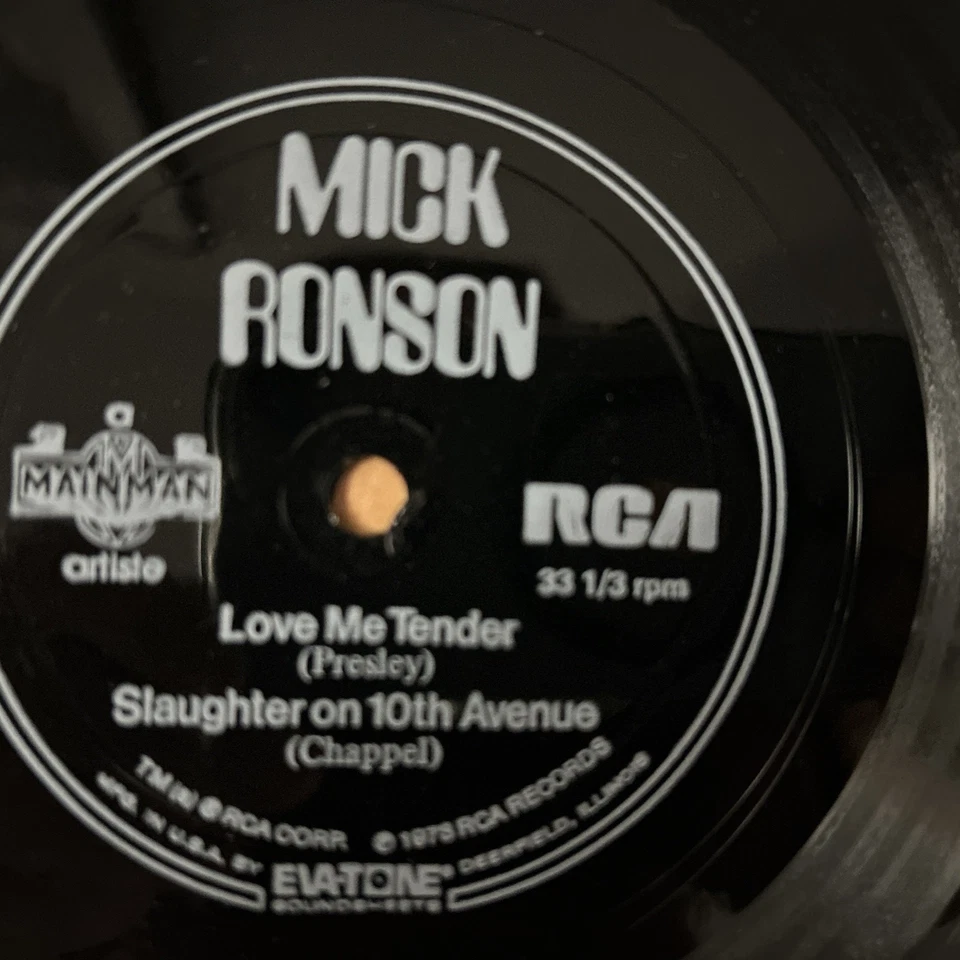 MICK
RONSON
a
MAINMAN
artiste
RCA
33 1/3 rpm
Love Me Tender
(Presley)
Slaughter on 10th Avenue
(Chappel)
TM(s) ® RCA CORP. ℗ 1973 RCA RECORDS
MFG. IN U.S.A. BY EVA-TONE® DEERFIELD, ILLINOIS
SOUNDSHEETS